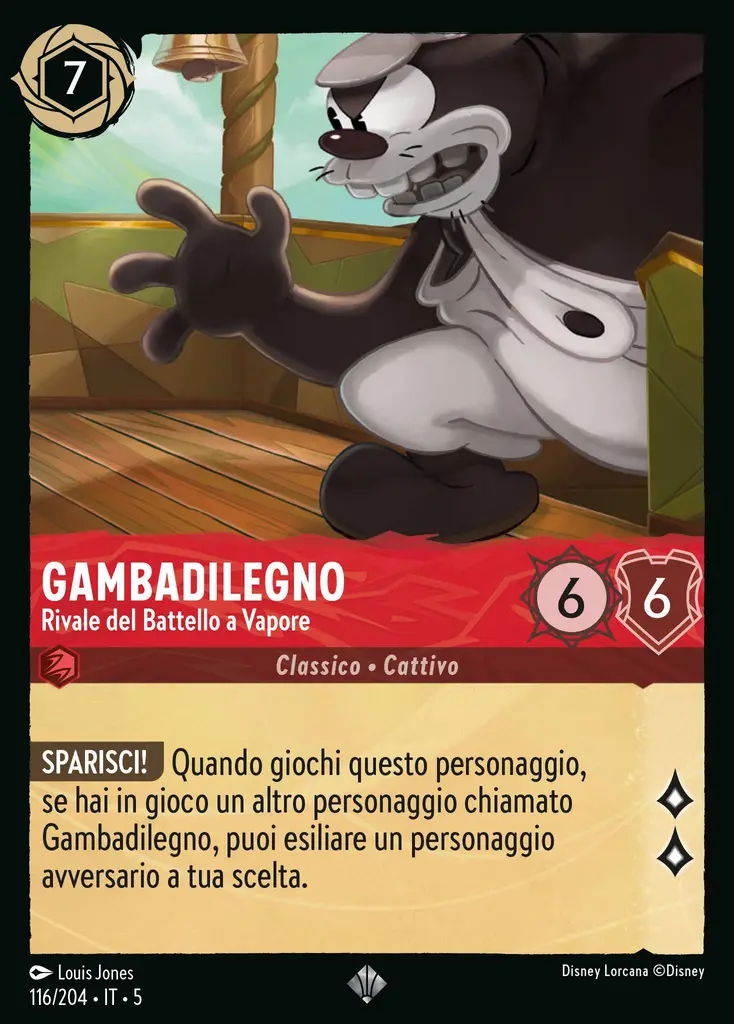 7
GAMBADILEGNO
Rivale del Battello a Vapore
6
6
Classico • Cattivo
SPARISCI! Quando giochi questo personaggio,
se hai in gioco un altro personaggio chiamato
Gambadilegno, puoi esiliare un personaggio
avversario a tua scelta.
Louis Jones
Disney Lorcana ©Disney
116/204 • IT • 5